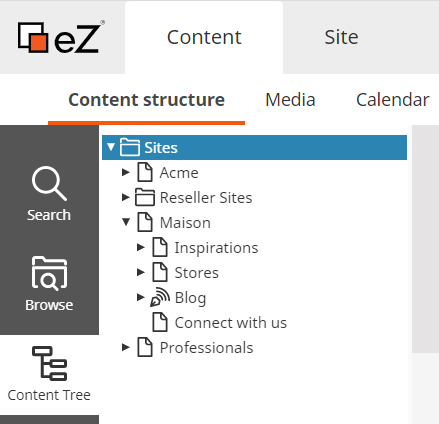 eZ Content Site
Content structure Media Calendar
Sites
Acme
Search
Reseller Sites
Maison
Inspirations
Stores
Browse
Blog
Connect with us
Professionals
Content Tree